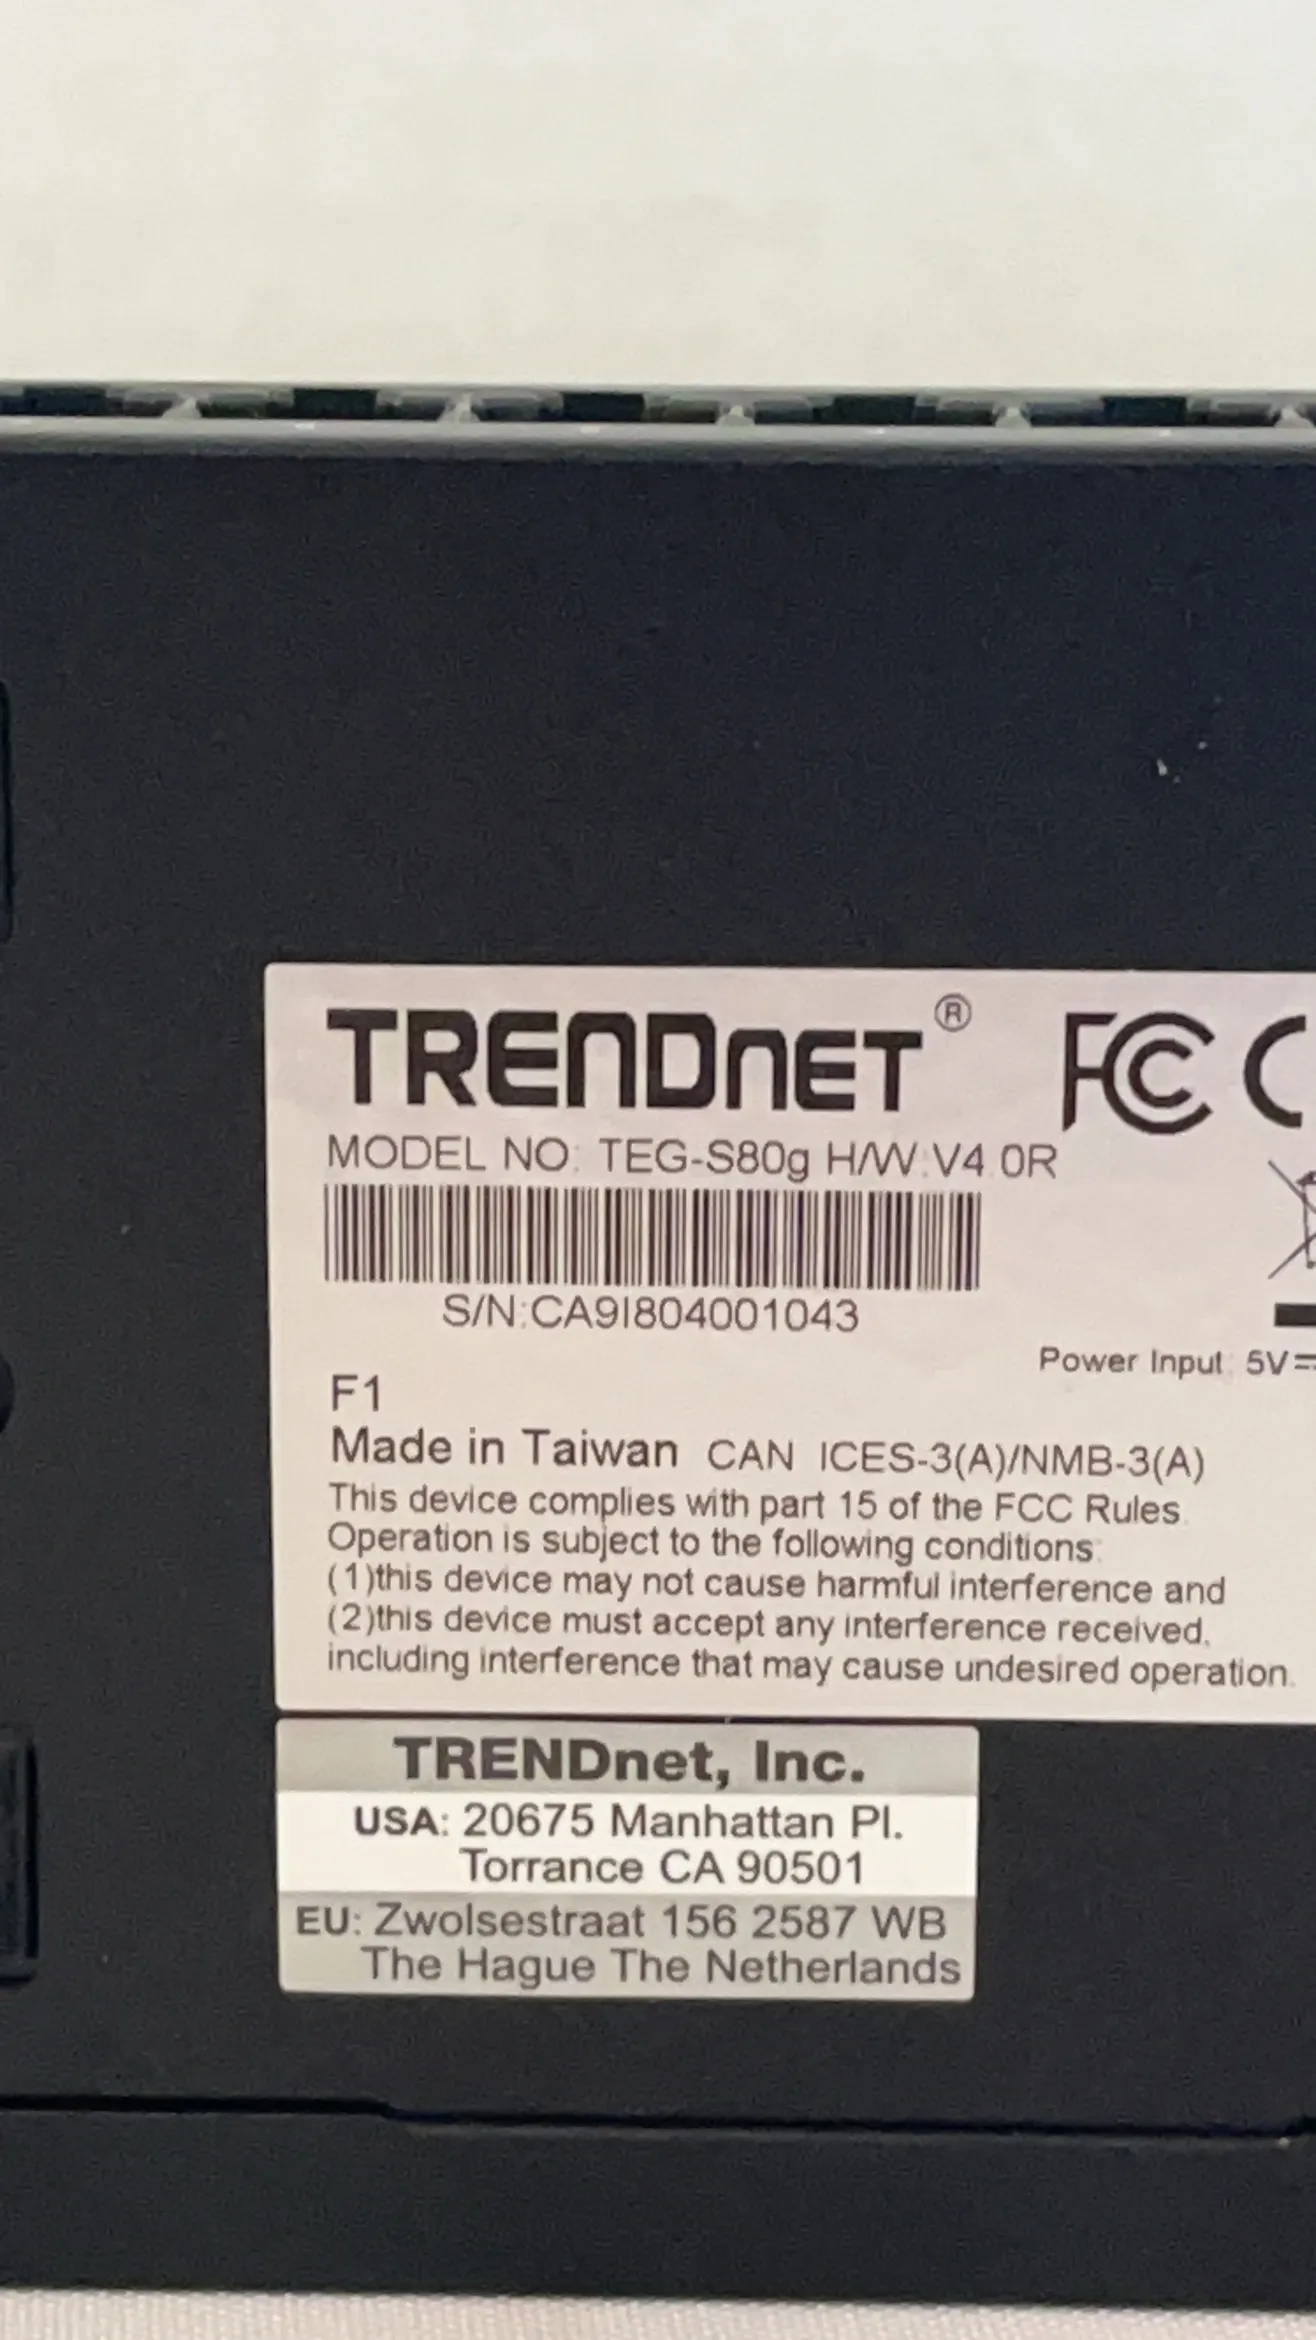 TRENDnET®
FC C
MODEL NO: TEG-S80g H/W:V4.0R
S/N:CA9I804001043
Power Input: 5V
F1
Made in Taiwan CAN ICES-3(A)/NMB-3(A)
This device complies with part 15 of the FCC Rules.
Operation is subject to the following conditions:
(1)this device may not cause harmful interference and
(2)this device must accept any interference received,
including interference that may cause undesired operation.
TRENDnet, Inc.
USA: 20675 Manhattan Pl.
Torrance CA 90501
EU: Zwolsestraat 156 2587 WB
The Hague The Netherlands